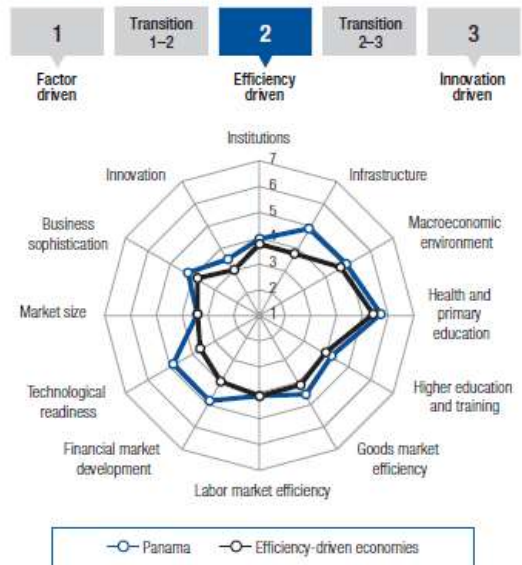 1
Transition
1–2
2
Transition
2–3
3
Factor
driven
Efficiency
driven
Innovation
driven
Institutions
Innovation
Infrastructure
Business
sophistication
Macroeconomic
environment
Market size
Health and
primary
education
Technological
readiness
Higher education
and training
Financial market
development
Goods market
efficiency
Labor market efficiency
7
6
5
4
3
2
1
Panama
Efficiency-driven economies